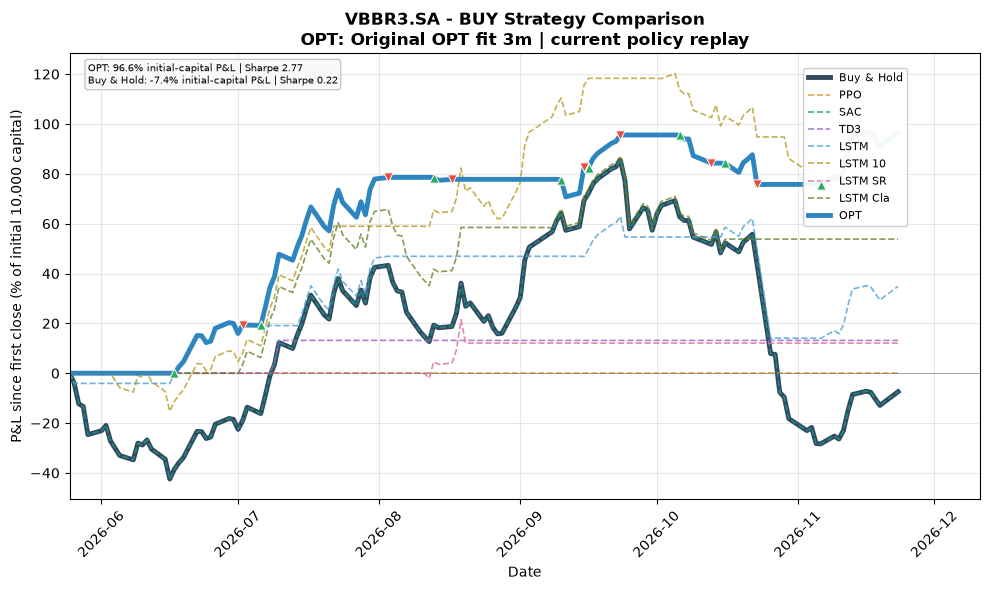 VBBR3.SA - BUY Strategy Comparison
OPT: Original OPT fit 3m | current policy replay
OPT: 96.6% initial-capital P&L | Sharpe 2.77
Buy & Hold: -7.4% initial-capital P&L | Sharpe 0.22
Buy & Hold
PPO
SAC
TD3
LSTM
LSTM 10
LSTM SR
LSTM Cla
OPT
P&L since first close (% of initial 10,000 capital)
120
100
80
60
40
20
0
−20
−40
2026-06
2026-07
2026-08
2026-09
2026-10
2026-11
2026-12
Date